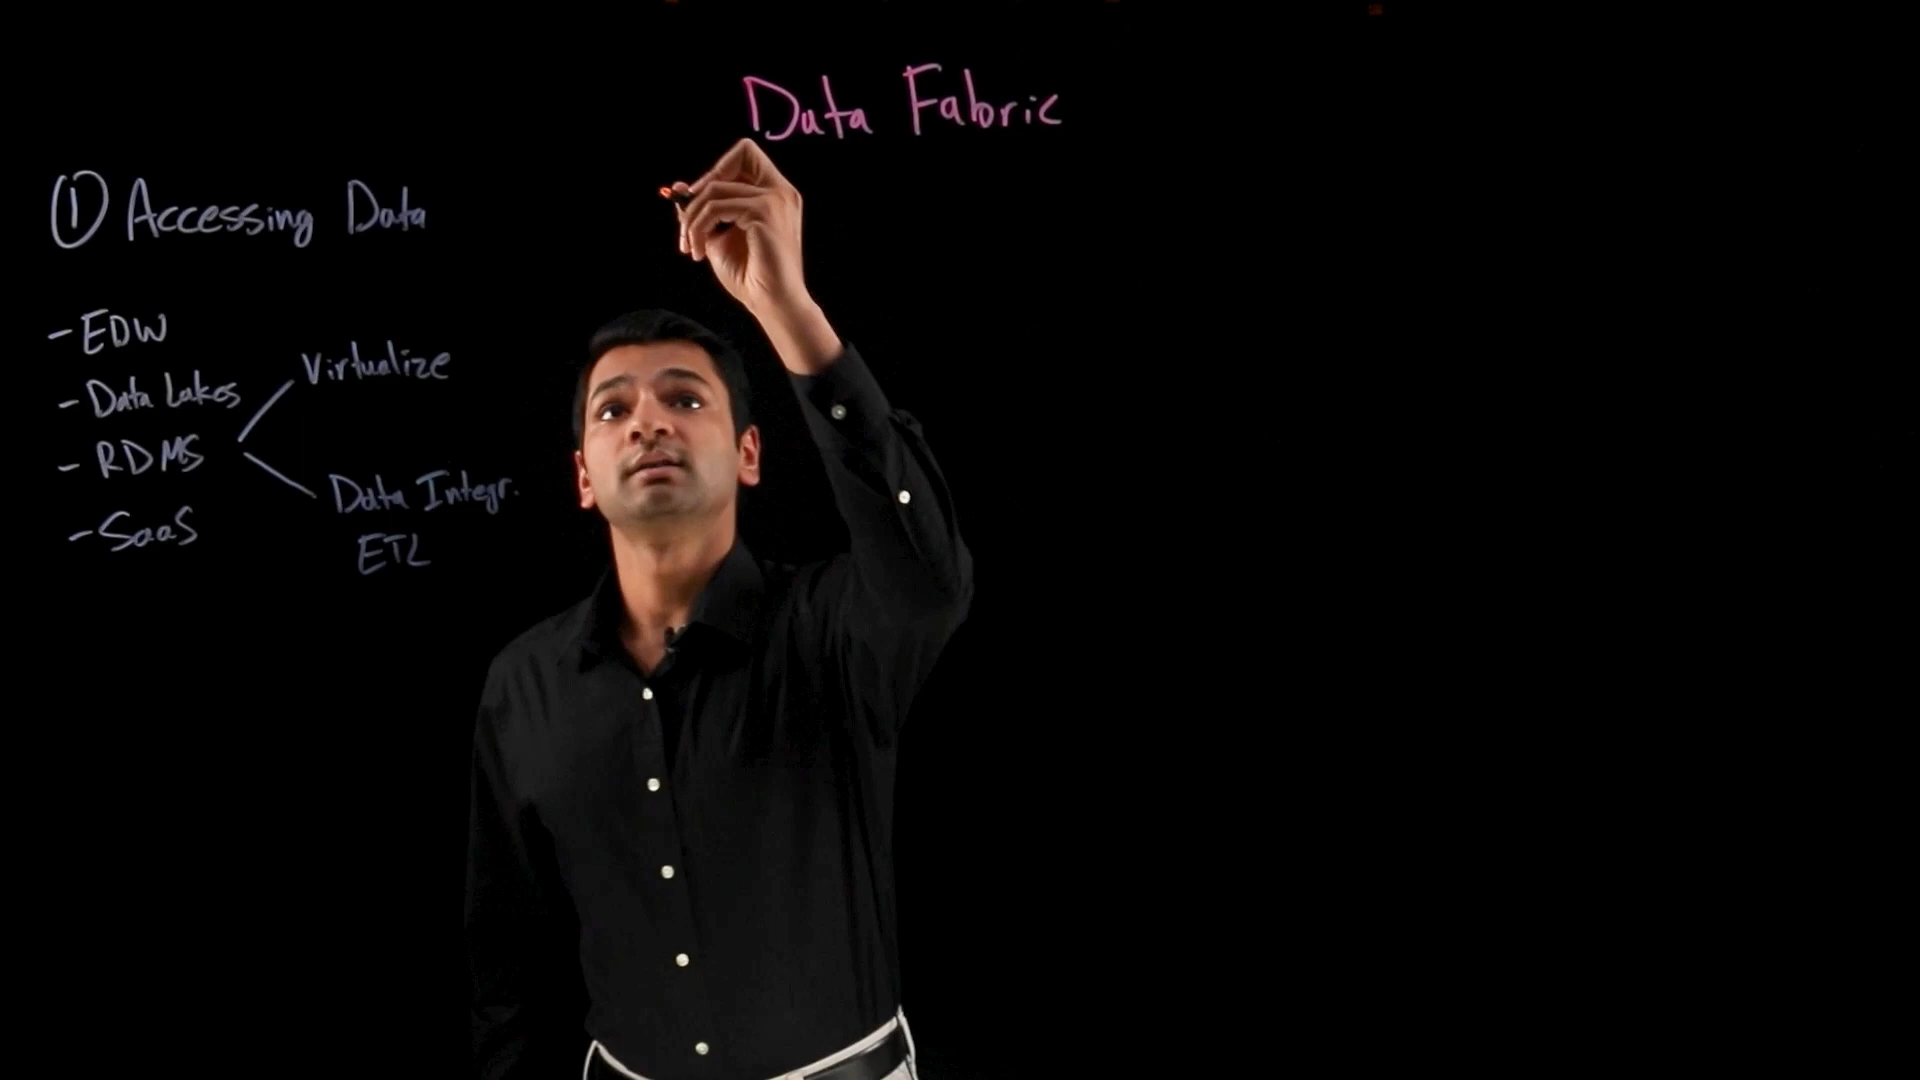 Data Fabric
① Accessing Data
- EDW
- Data Lakes
- RDMS
- SaaS
Virtualize
Data Integr.
ETL